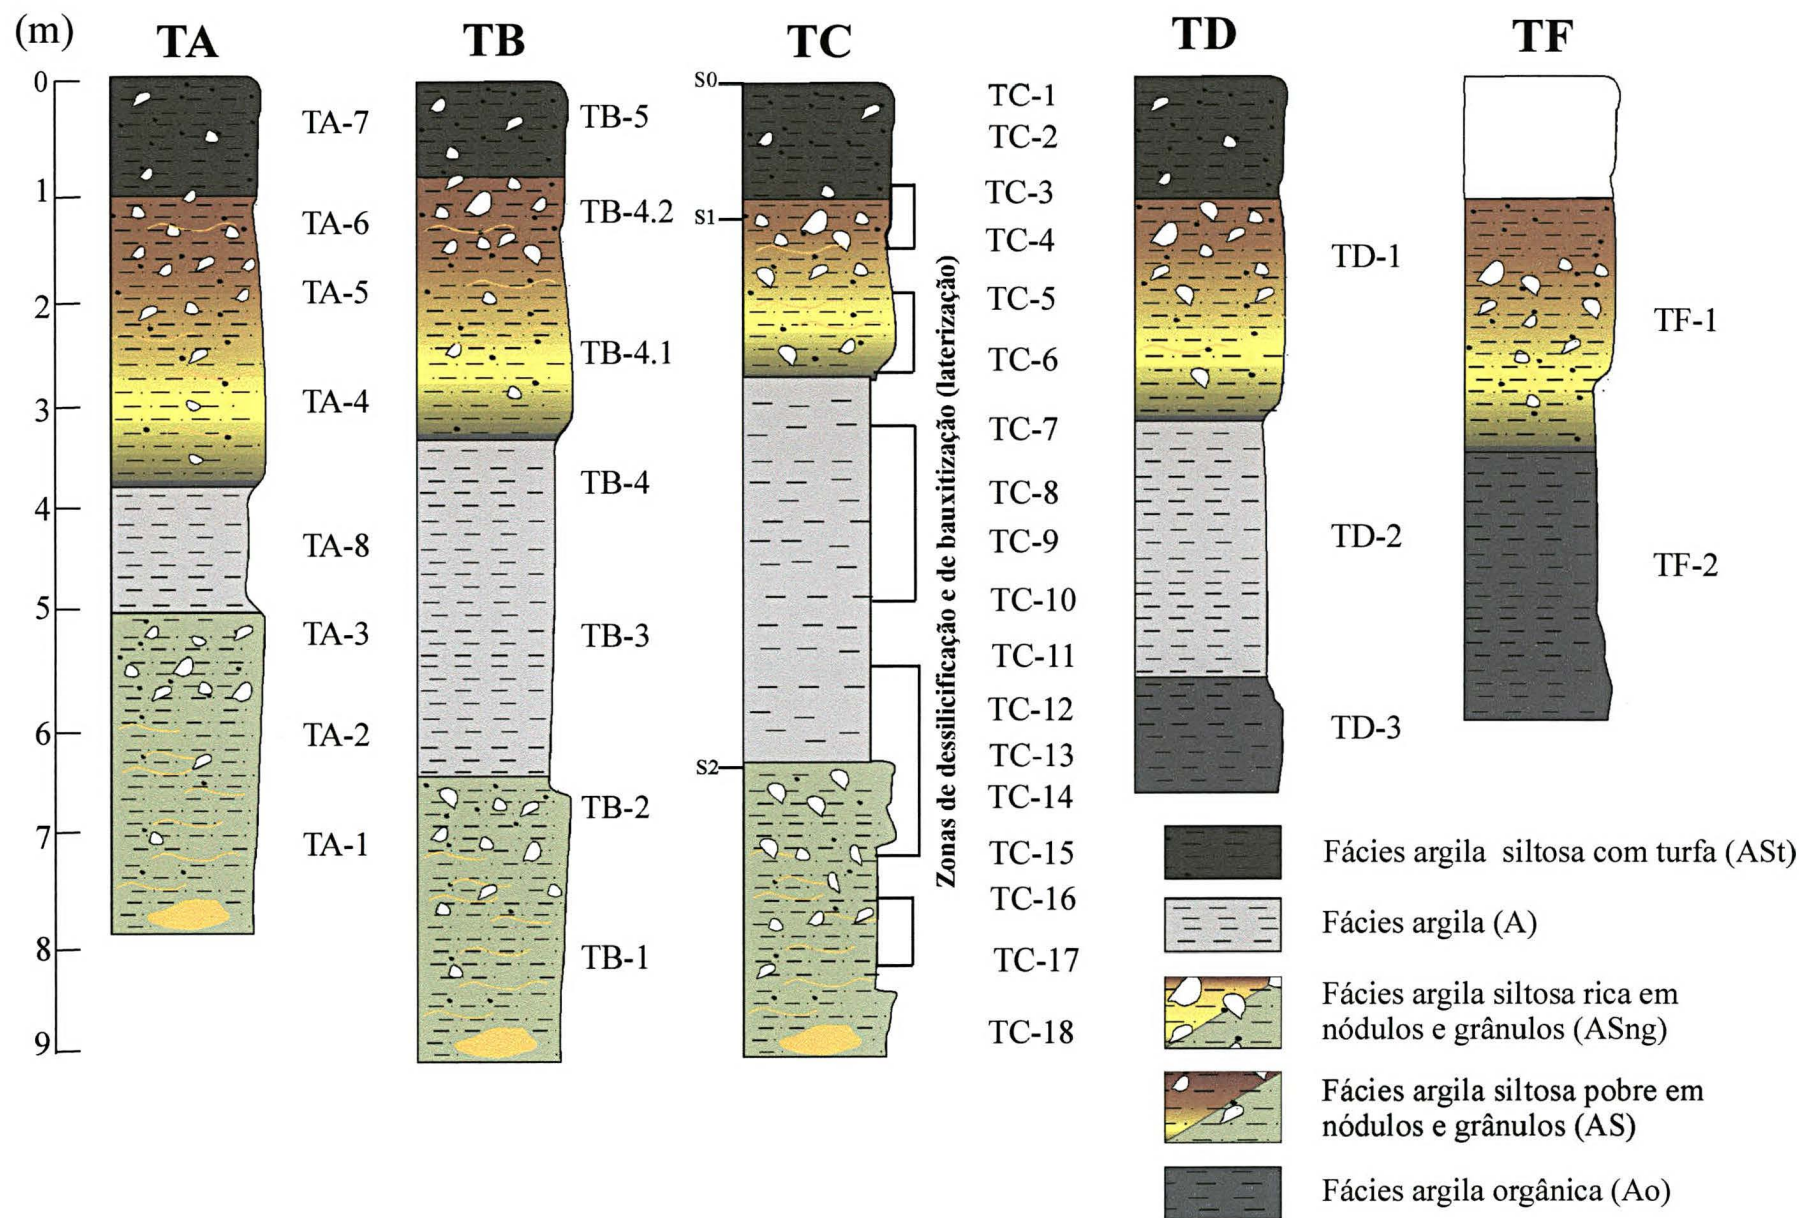 (m)
TA
TB
TC
TD
TF
0
1
2
3
4
5
6
7
8
9
TA-7
TA-6
TA-5
TA-4
TA-8
TA-3
TA-2
TA-1
TB-5
TB-4.2
TB-4.1
TB-4
TB-3
TB-2
TB-1
S0
S1
S2
Zonas de dessilicificação e de bauxitização (laterização)
TC-1
TC-2
TC-3
TC-4
TC-5
TC-6
TC-7
TC-8
TC-9
TC-10
TC-11
TC-12
TC-13
TC-14
TC-15
TC-16
TC-17
TC-18
TD-1
TD-2
TD-3
TF-1
TF-2
Fácies argila siltosa com turfa (ASt)
Fácies argila (A)
Fácies argila siltosa rica em
nódulos e grânulos (ASng)
Fácies argila siltosa pobre em
nódulos e grânulos (AS)
Fácies argila orgânica (Ao)